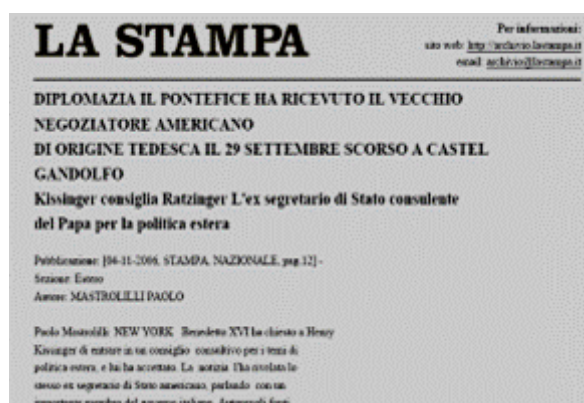 LA STAMPA
Per informazioni:
sito web: http://archivio.lastampa.it
email: archivio@lastampa.it
DIPLOMAZIA IL PONTEFICE HA RICEVUTO IL VECCHIO
NEGOZIATORE AMERICANO
DI ORIGINE TEDESCA IL 29 SETTEMBRE SCORSO A CASTEL
GANDOLFO
Kissinger consiglia Ratzinger L'ex segretario di Stato consulente
del Papa per la politica estera
Pubblicazione: [04-11-2006, STAMPA, NAZIONALE, pag.12] -
Sezione: Estero
Autore: MASTROLILLI PAOLO
Paolo Mastrolilli NEW YORK Benedetto XVI ha chiesto a Henry
Kissinger di entrare in un consiglio consultivo per i temi di
politica estera, e lui ha accettato. La notizia l'ha rivelata lo
stesso ex segretario di Stato americano, parlando con un